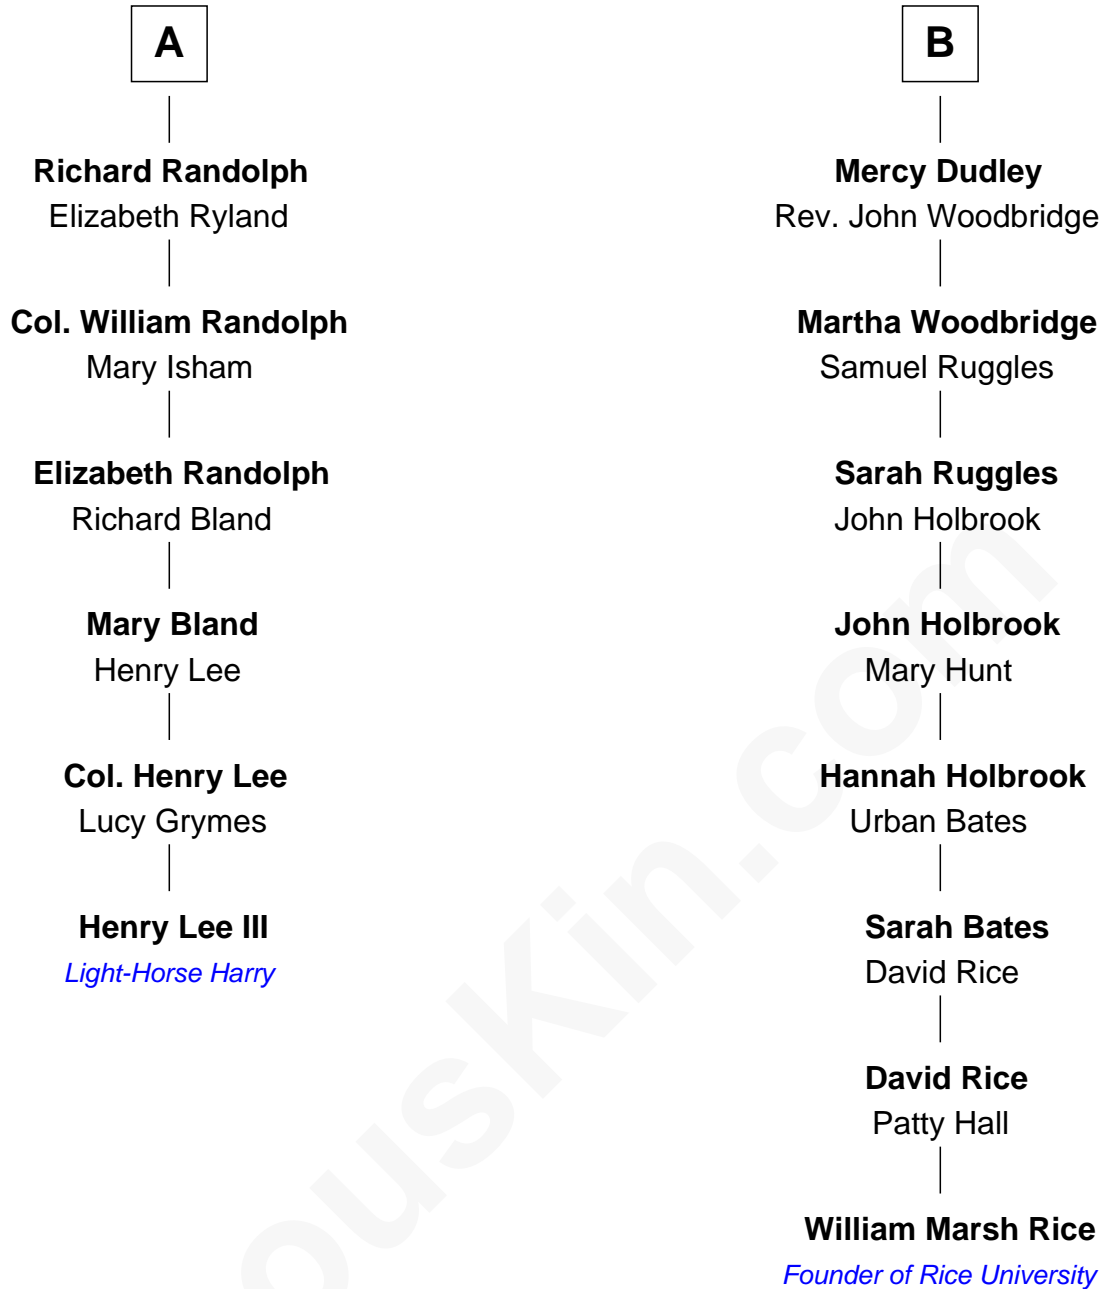 A
Richard Randolph
Elizabeth Ryland
Col. William Randolph
Mary Isham
Elizabeth Randolph
Richard Bland
Mary Bland
Henry Lee
Col. Henry Lee
Lucy Grymes
Henry Lee III
Light-Horse Harry
B
Mercy Dudley
Rev. John Woodbridge
Martha Woodbridge
Samuel Ruggles
Sarah Ruggles
John Holbrook
John Holbrook
Mary Hunt
Hannah Holbrook
Urban Bates
Sarah Bates
David Rice
David Rice
Patty Hall
William Marsh Rice
Founder of Rice University
ousKin.com